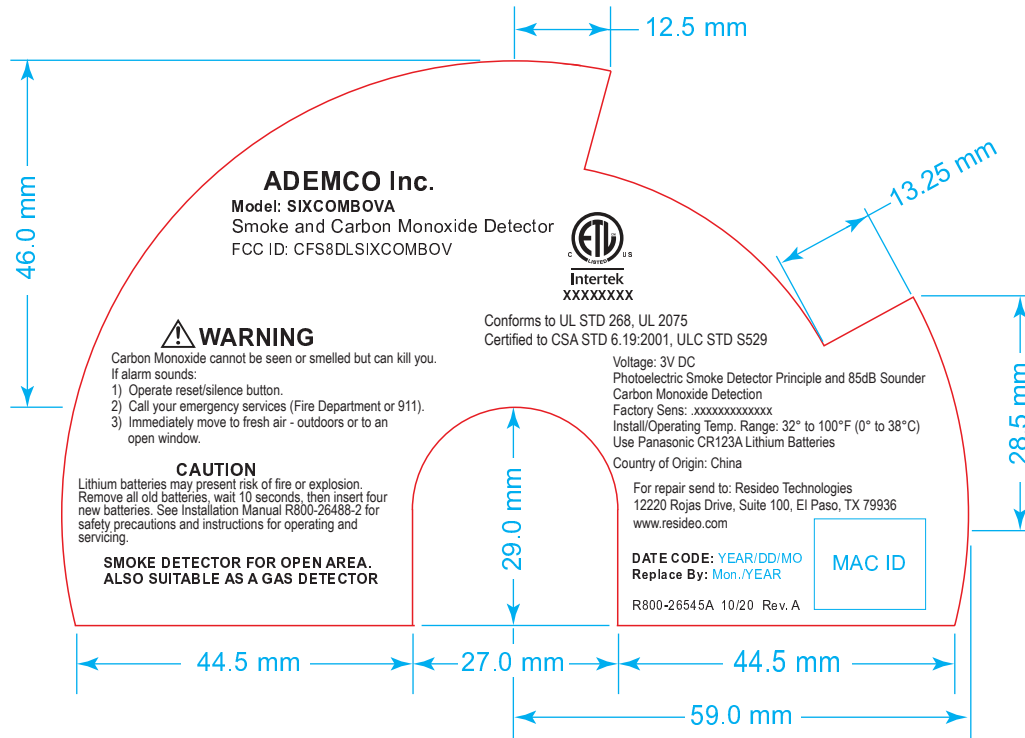 12.5 mm
46.0 mm
13.25 mm
ADEMCO Inc.
Model: SIXCOMBOVA
Smoke and Carbon Monoxide Detector
FCC ID: CFS8DLSIXCOMBOV
ETL
C LISTED US
Intertek
XXXXXXXX
Conforms to UL STD 268, UL 2075
Certified to CSA STD 6.19:2001, ULC STD S529
WARNING
Carbon Monoxide cannot be seen or smelled but can kill you.
If alarm sounds:
1) Operate reset/silence button.
2) Call your emergency services (Fire Department or 911).
3) Immediately move to fresh air - outdoors or to an
open window.
CAUTION
Lithium batteries may present risk of fire or explosion.
Remove all old batteries, wait 10 seconds, then insert four
new batteries. See Installation Manual R800-26488-2 for
safety precautions and instructions for operating and
servicing.
SMOKE DETECTOR FOR OPEN AREA.
ALSO SUITABLE AS A GAS DETECTOR
Voltage: 3V DC
Photoelectric Smoke Detector Principle and 85dB Sounder
Carbon Monoxide Detection
Factory Sens: .xxxxxxxxxxxxx
Install/Operating Temp. Range: 32° to 100°F (0° to 38°C)
Use Panasonic CR123A Lithium Batteries
Country of Origin: China
For repair send to: Resideo Technologies
12220 Rojas Drive, Suite 100, El Paso, TX 79936
www.resideo.com
DATE CODE: YEAR/DD/MO
Replace By: Mon./YEAR
R800-26545A 10/20 Rev. A
MAC ID
28.5 mm
29.0 mm
44.5 mm
27.0 mm
44.5 mm
59.0 mm